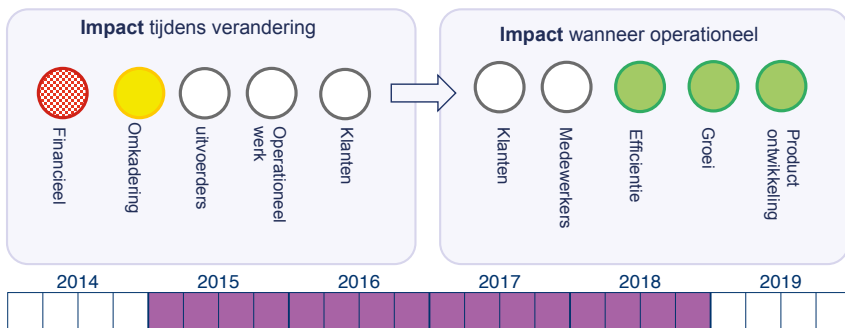 Impact tijdens verandering
Financieel
Omkadering
uitvoerders
Operationeel
werk
Klanten
Impact wanneer operationeel
Klanten
Medewerkers
Efficientie
Groei
Product
ontwikkeling
2014 2015 2016 2017 2018 2019